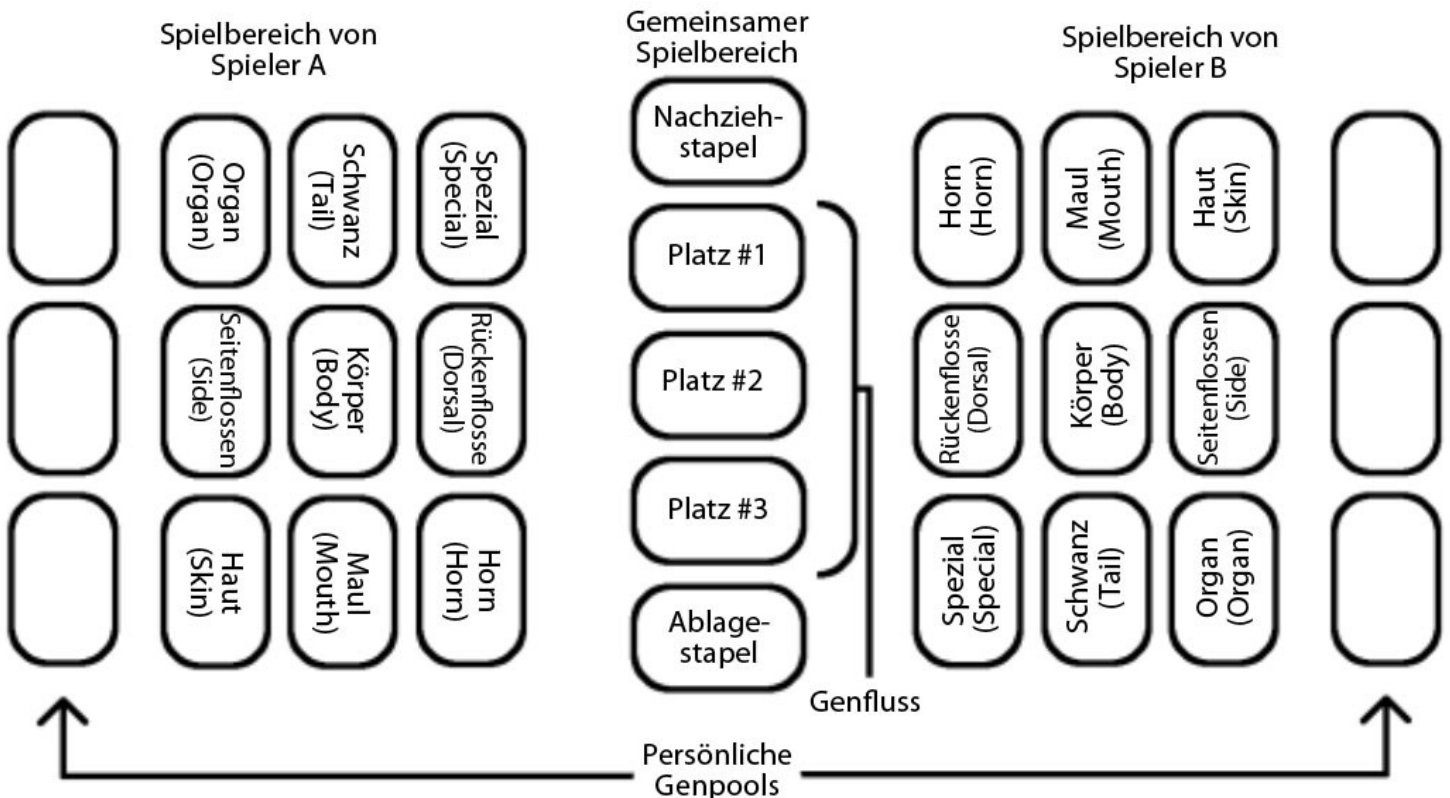 Spielbereich von
Spieler A
Gemeinsamer
Spielbereich
Spielbereich von
Spieler B
Organ
(Organ)
Schwanz
(Tail)
Spezial
(Special)
Seitenflossen
(Side)
Körper
(Body)
Rückenflosse
(Dorsal)
Haut
(Skin)
Maul
(Mouth)
Horn
(Horn)
Nachzieh-
stapel
Platz #1
Platz #2
Platz #3
Ablage-
stapel
Genfluss
Horn
(Horn)
Maul
(Mouth)
Haut
(Skin)
Rückenflosse
(Dorsal)
Körper
(Body)
Seitenflossen
(Side)
Spezial
(Special)
Schwanz
(Tail)
Organ
(Organ)
Persönliche
Genpools